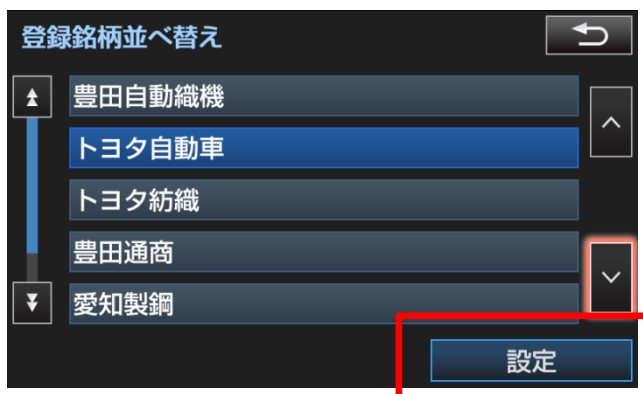 登録銘柄並べ替え
豊田自動織機
トヨタ自動車
トヨタ紡織
豊田通商
愛知製鋼
設定